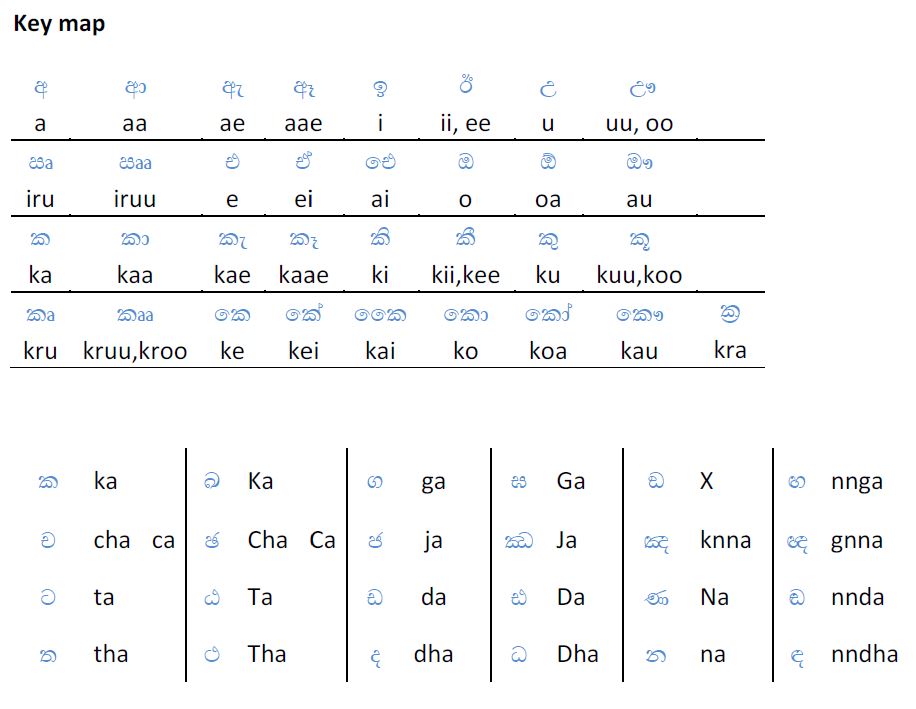 Key map
අ ආ ඇ ඈ ඉ ඊ උ ඌ
a aa ae aae i ii, ee u uu, oo
ඍ ඎ එ ඒ ඓ ඔ ඕ ඖ
iru iruu e ei ai o oa au
ක කා කැ කෑ කි කී කු කූ
ka kaa kae kaae ki kii,kee ku kuu,koo
කෘ කෲ කෙ කේ කෛ කො කෝ කෞ ක්‍ර
kru kruu,kroo ke kei kai ko koa kau kra
ක ka ඛ Ka ග ga ඝ Ga ඞ X ඟ nnga
ච cha ca ඡ Cha Ca ජ ja ඣ Ja ඤ knna ඥ gnna
ට ta ඨ Ta ඩ da ඪ Da ණ Na ඬ nnda
ත tha ථ Tha ද dha ධ Dha න na ඳ nndha